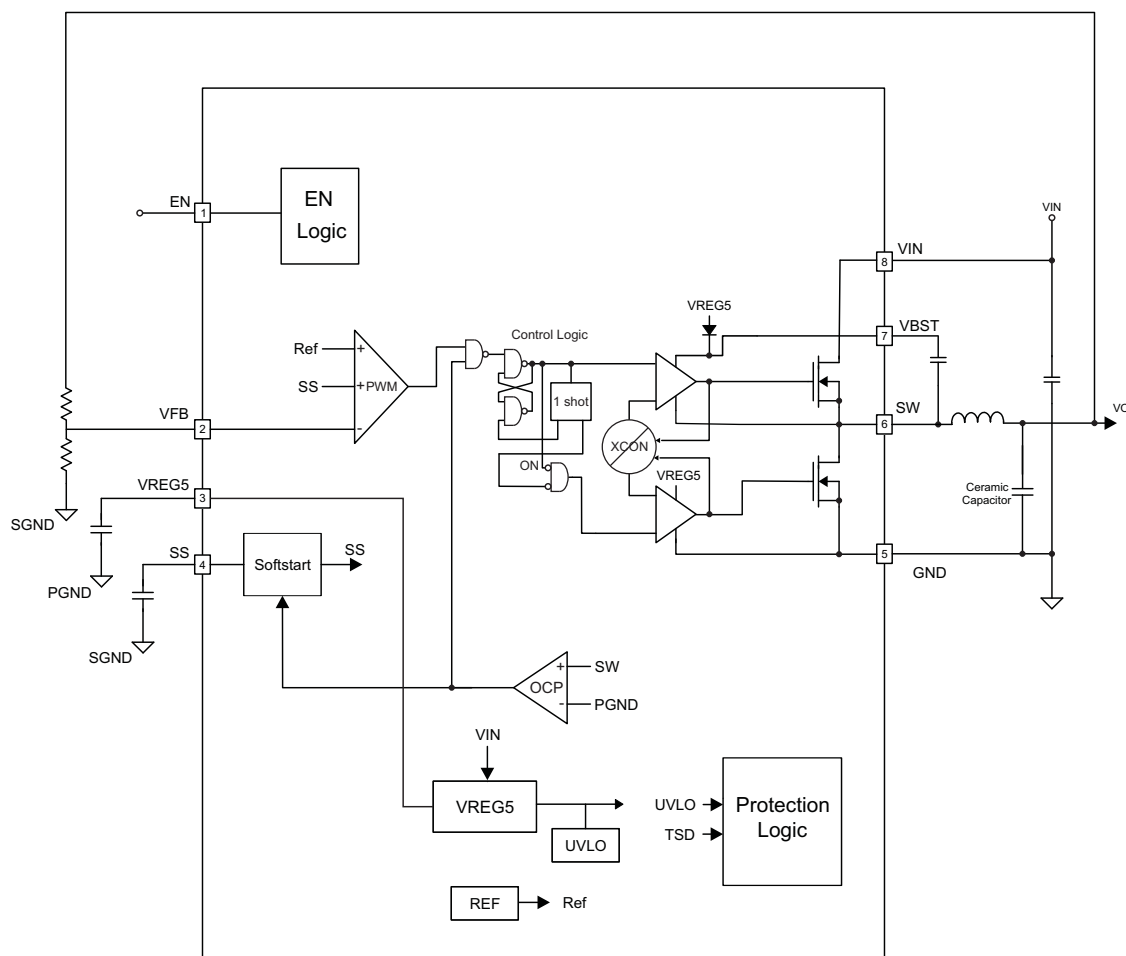 EN
1
EN
Logic
VIN
VIN
8
VREG5
VBST
7
Control Logic
Ref
+
SS
+
PWM
-
VFB
2
1 shot
SW
6
XCON
ON
VREG5
Ceramic
Capacitor
VREG5
3
SGND
SS
4
Softstart
SS
5
GND
PGND
SGND
+
SW
OCP
-
PGND
VIN
VREG5
UVLO
UVLO
TSD
Protection
Logic
REF
Ref